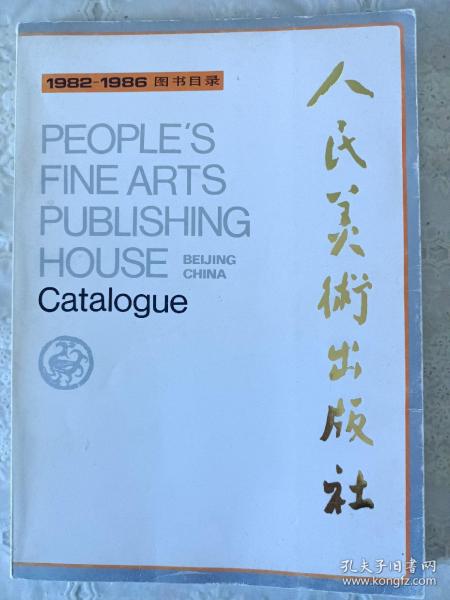 1982-1986 图书目录
PEOPLE'S
FINE ARTS
PUBLISHING
HOUSE BEIJING CHINA
Catalogue
人民美術出版社
孔夫子旧书网
www.kongfz.com